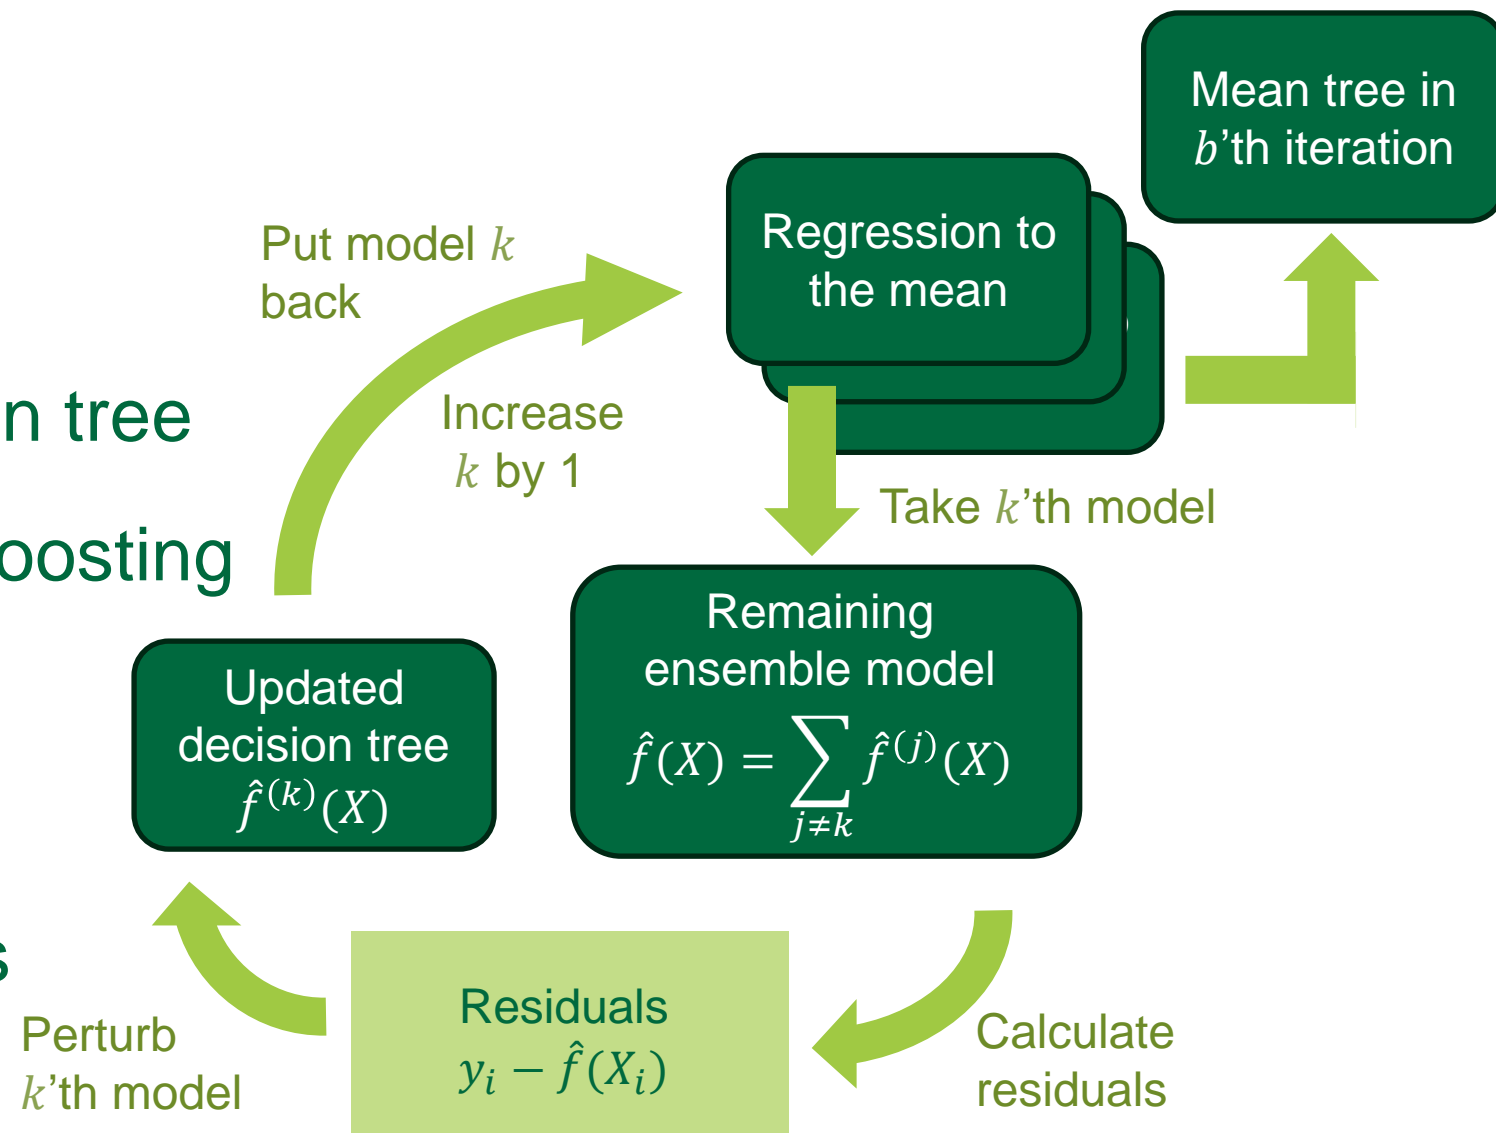 Mean tree in
𝑏’th iteration
Regression to
the mean
Put model 𝑘
back
Increase
𝑘 by 1
n tree
Take 𝑘’th model
oosting
Remaining
ensemble model
f̂(X) = ∑_{j≠k} f̂^{(j)}(X)
Updated
decision tree
f̂^{(k)}(X)
s
Perturb
𝑘’th model
Residuals
y_i − f̂(X_i)
Calculate
residuals